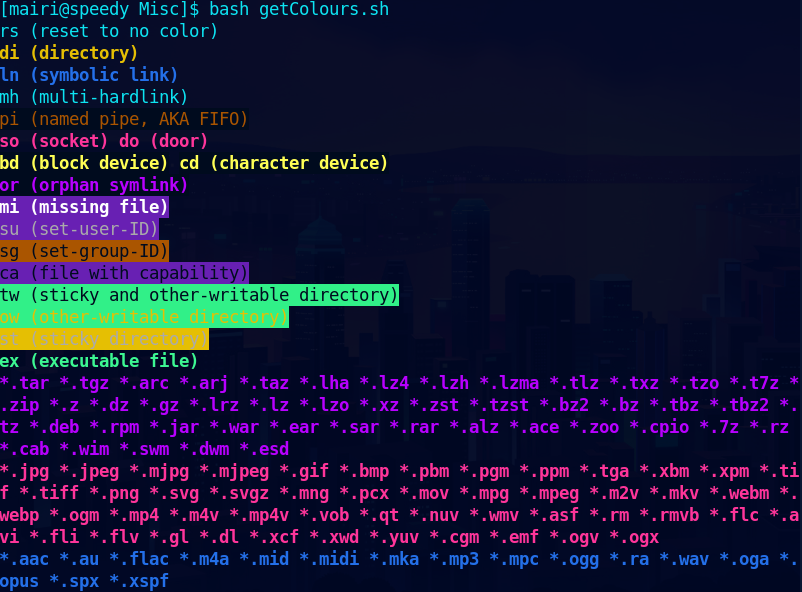 [mairi@speedy Misc]$ bash getColours.sh
rs (reset to no color)
di (directory)
ln (symbolic link)
mh (multi-hardlink)
pi (named pipe, AKA FIFO)
so (socket) do (door)
bd (block device) cd (character device)
or (orphan symlink)
mi (missing file)
su (set-user-ID)
sg (set-group-ID)
ca (file with capability)
tw (sticky and other-writable directory)
ow (other-writable directory)
st (sticky directory)
ex (executable file)
*.tar *.tgz *.arc *.arj *.taz *.lha *.lz4 *.lzh *.lzma *.tlz *.txz *.tzo *.t7z *
.zip *.z *.dz *.gz *.lrz *.lz *.lzo *.xz *.zst *.tzst *.bz2 *.bz *.tbz *.tbz2 *.
tz *.deb *.rpm *.jar *.war *.ear *.sar *.rar *.alz *.ace *.zoo *.cpio *.7z *.rz
*.cab *.wim *.swm *.dwm *.esd
*.jpg *.jpeg *.mjpg *.mjpeg *.gif *.bmp *.pbm *.pgm *.ppm *.tga *.xbm *.xpm *.ti
f *.tiff *.png *.svg *.svgz *.mng *.pcx *.mov *.mpg *.mpeg *.m2v *.mkv *.webm *.
webp *.ogm *.mp4 *.m4v *.mp4v *.vob *.qt *.nuv *.wmv *.asf *.rm *.rmvb *.flc *.a
vi *.fli *.flv *.gl *.dl *.xcf *.xwd *.yuv *.cgm *.emf *.ogv *.ogx
*.aac *.au *.flac *.m4a *.mid *.midi *.mka *.mp3 *.mpc *.ogg *.ra *.wav *.oga *.
opus *.spx *.xspf